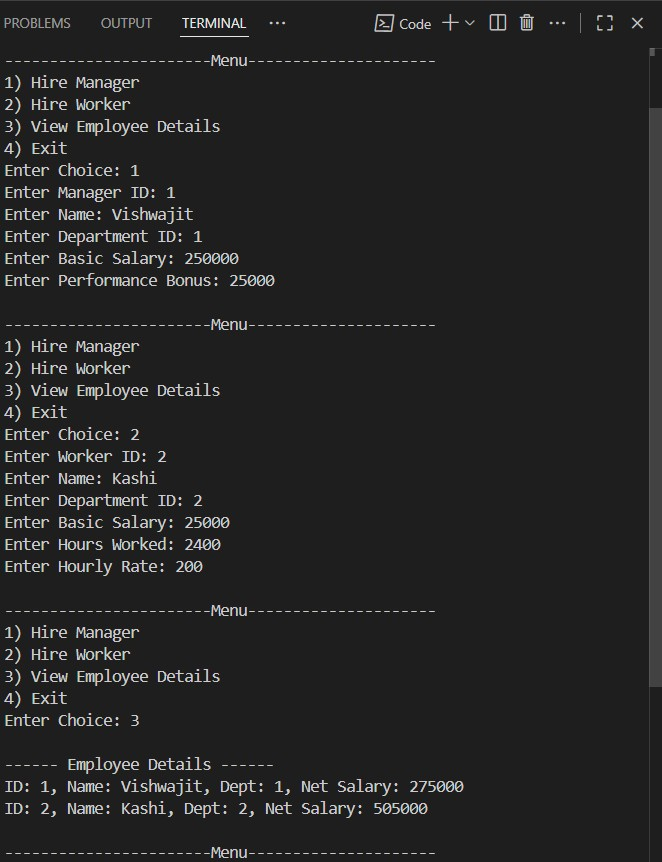 PROBLEMS OUTPUT TERMINAL ... Code
-----------------------Menu---------------------
1) Hire Manager
2) Hire Worker
3) View Employee Details
4) Exit
Enter Choice: 1
Enter Manager ID: 1
Enter Name: Vishwajit
Enter Department ID: 1
Enter Basic Salary: 250000
Enter Performance Bonus: 25000
-----------------------Menu---------------------
1) Hire Manager
2) Hire Worker
3) View Employee Details
4) Exit
Enter Choice: 2
Enter Worker ID: 2
Enter Name: Kashi
Enter Department ID: 2
Enter Basic Salary: 25000
Enter Hours Worked: 2400
Enter Hourly Rate: 200
-----------------------Menu---------------------
1) Hire Manager
2) Hire Worker
3) View Employee Details
4) Exit
Enter Choice: 3
------ Employee Details ------
ID: 1, Name: Vishwajit, Dept: 1, Net Salary: 275000
ID: 2, Name: Kashi, Dept: 2, Net Salary: 505000
-----------------------Menu---------------------